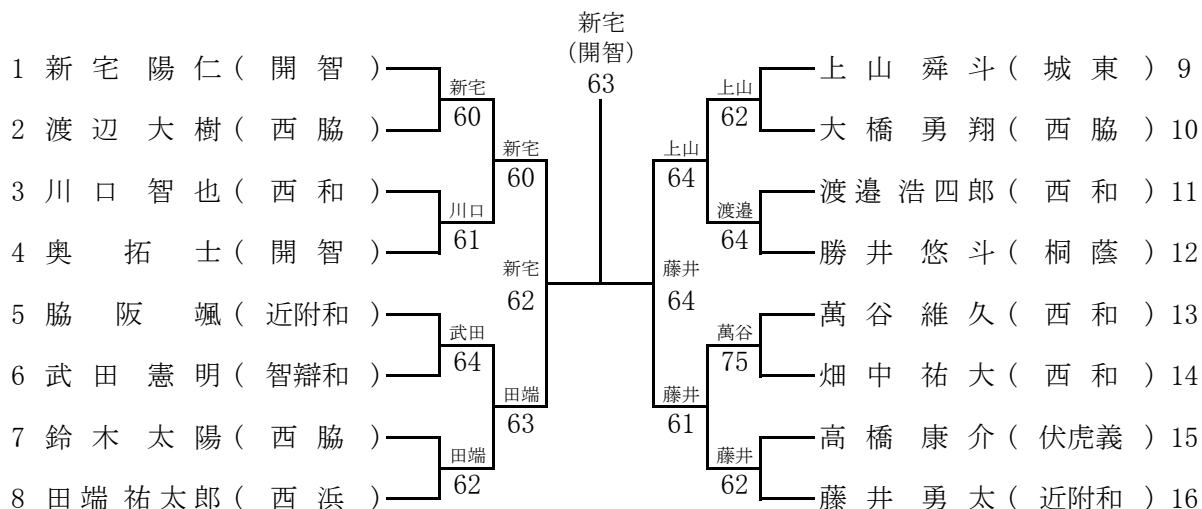 新宅
(開智)
63
1 新宅陽仁(開智)
2 渡辺大樹(西脇)
3 川口智也(西和)
4 奥拓士(開智)
5 脇阪颯(近附和)
6 武田憲明(智辯和)
7 鈴木太陽(西脇)
8 田端祐太郎(西浜)
新宅
60
川口
61
武田
64
田端
62
新宅
60
田端
63
新宅
62
藤井
64
上山
64
藤井
61
上山
62
渡邉
64
萬谷
75
藤井
62
上山舜斗(城東) 9
大橋勇翔(西脇) 10
渡邉浩四郎(西和) 11
勝井悠斗(桐蔭) 12
萬谷維久(西和) 13
畑中祐大(西和) 14
高橋康介(伏虎義) 15
藤井勇太(近附和) 16